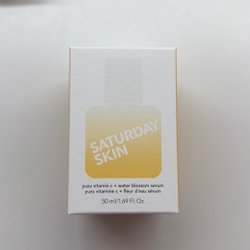 SATURDAY
SKIN
yuzu vitamin c + water blossom serum
yuzu vitamine c + fleur d'eau sérum
50 ml/1.69 Fl. Oz.